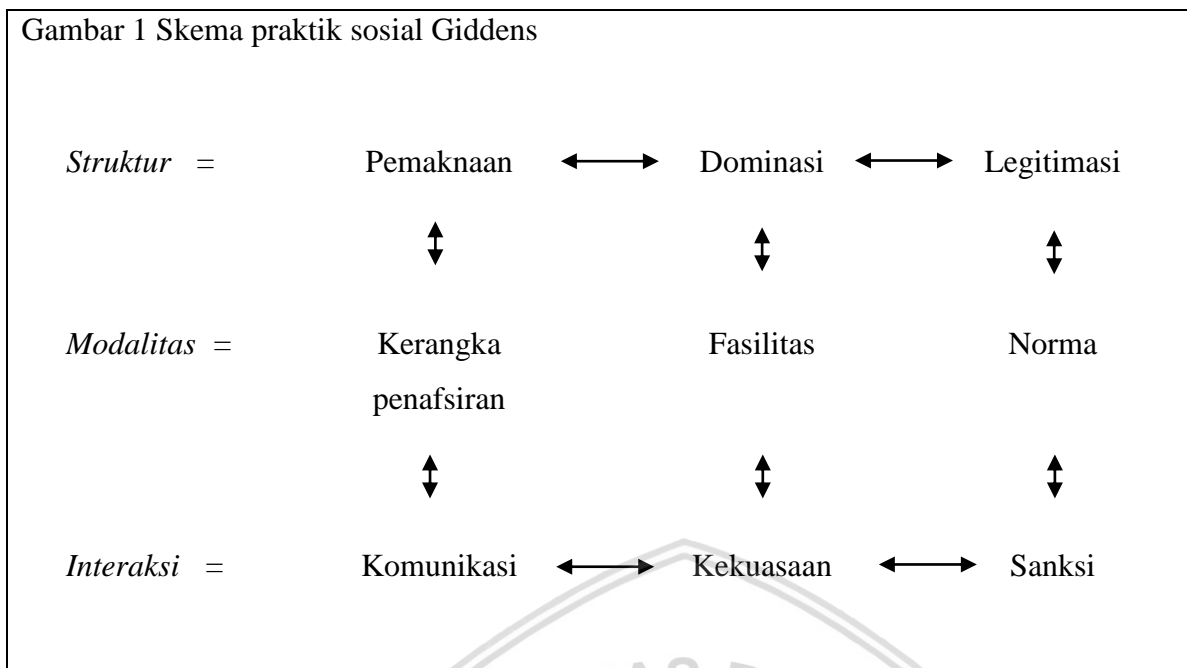 Gambar 1 Skema praktik sosial Giddens
Struktur = Pemaknaan Dominasi Legitimasi
Modalitas = Kerangka penafsiran Fasilitas Norma
Interaksi = Komunikasi Kekuasaan Sanksi